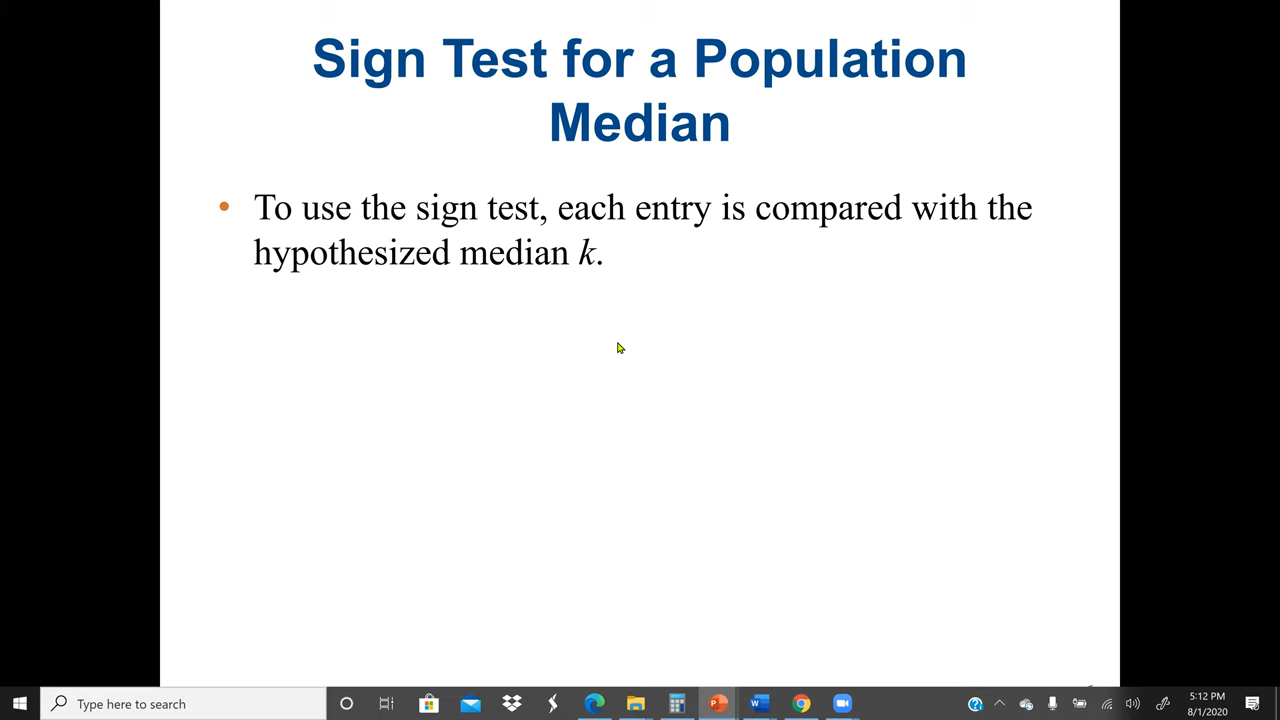 Sign Test for a Population
Median
• To use the sign test, each entry is compared with the
hypothesized median k.
Type here to search
5:12 PM
8/1/2020